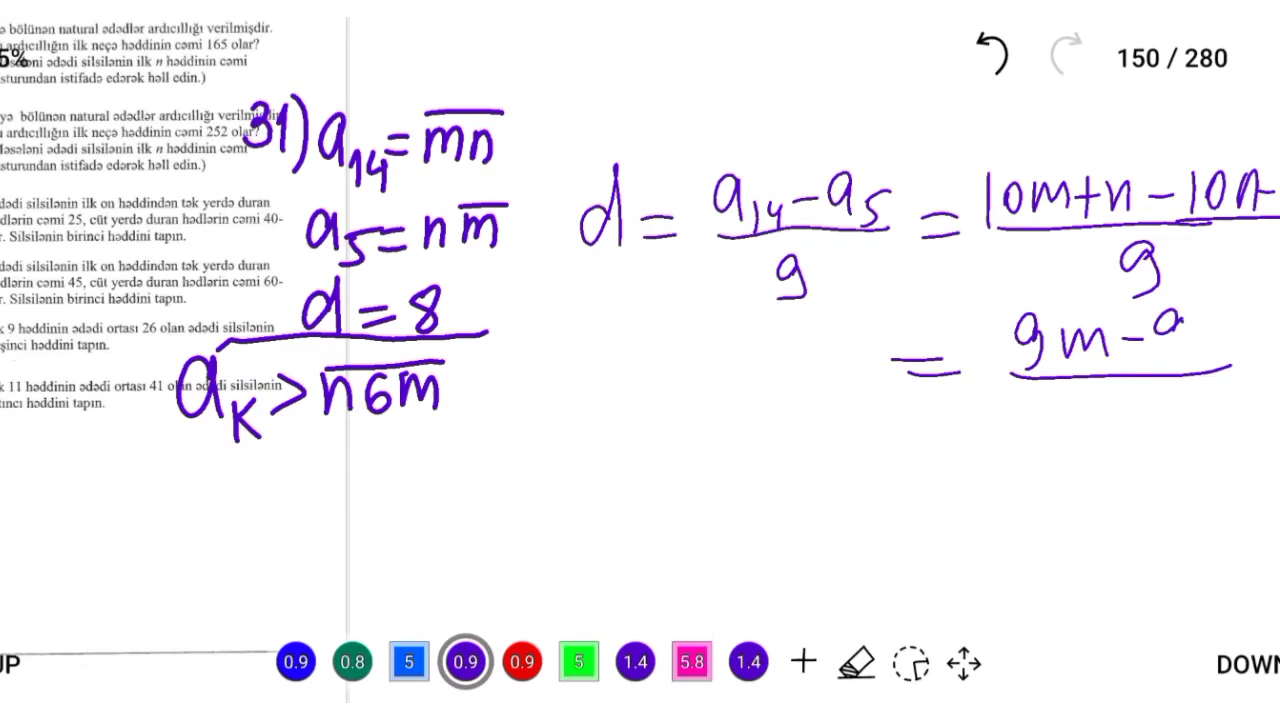 ə bölünən natural ədədlər ardıcıllığı verilmişdir.
ardıcıllığın ilk neçə həddinin cəmi 165 olar?
5%
ədədi silsilənin ilk n həddinin cəmi
sturundan istifadə edərək həll edin.)
yə bölünən natural ədədlər ardıcıllığı
ardıcıllığın ilk neçə həddinin cəmi 252 olar?
Məsələni ədədi silsilənin ilk n həddinin cəmi
sturundan istifadə edərək həll edin.)
ədədi silsilənin ilk on həddindən tək yerdə duran
dlərin cəmi 25, cüt yerdə duran hədlərin cəmi 40-
r. Silsilənin birinci həddini tapın.
ədədi silsilənin ilk on həddindən tək yerdə duran
dlərin cəmi 45, cüt yerdə duran hədlərin cəmi 60-
r. Silsilənin birinci həddini tapın.
k 9 həddinin ədədi ortası 26 olan ədədi silsilənin
şinci həddini tapın.
k 11 həddinin ədədi ortası 41 olan ədədi silsilənin
ıncı həddini tapın.
150 / 280
31) a₁₄ = m̅n̅
a₅ = nm̅
d = 8
aₖ > n̅6̅m̅
d = (a₁₄ - a₅)/9 = (10m+n - 10n)/9
= 9m - 9
0.9 0.8 5 0.9 0.9 5 1.4 5.8 1.4 +
UP
DOWN